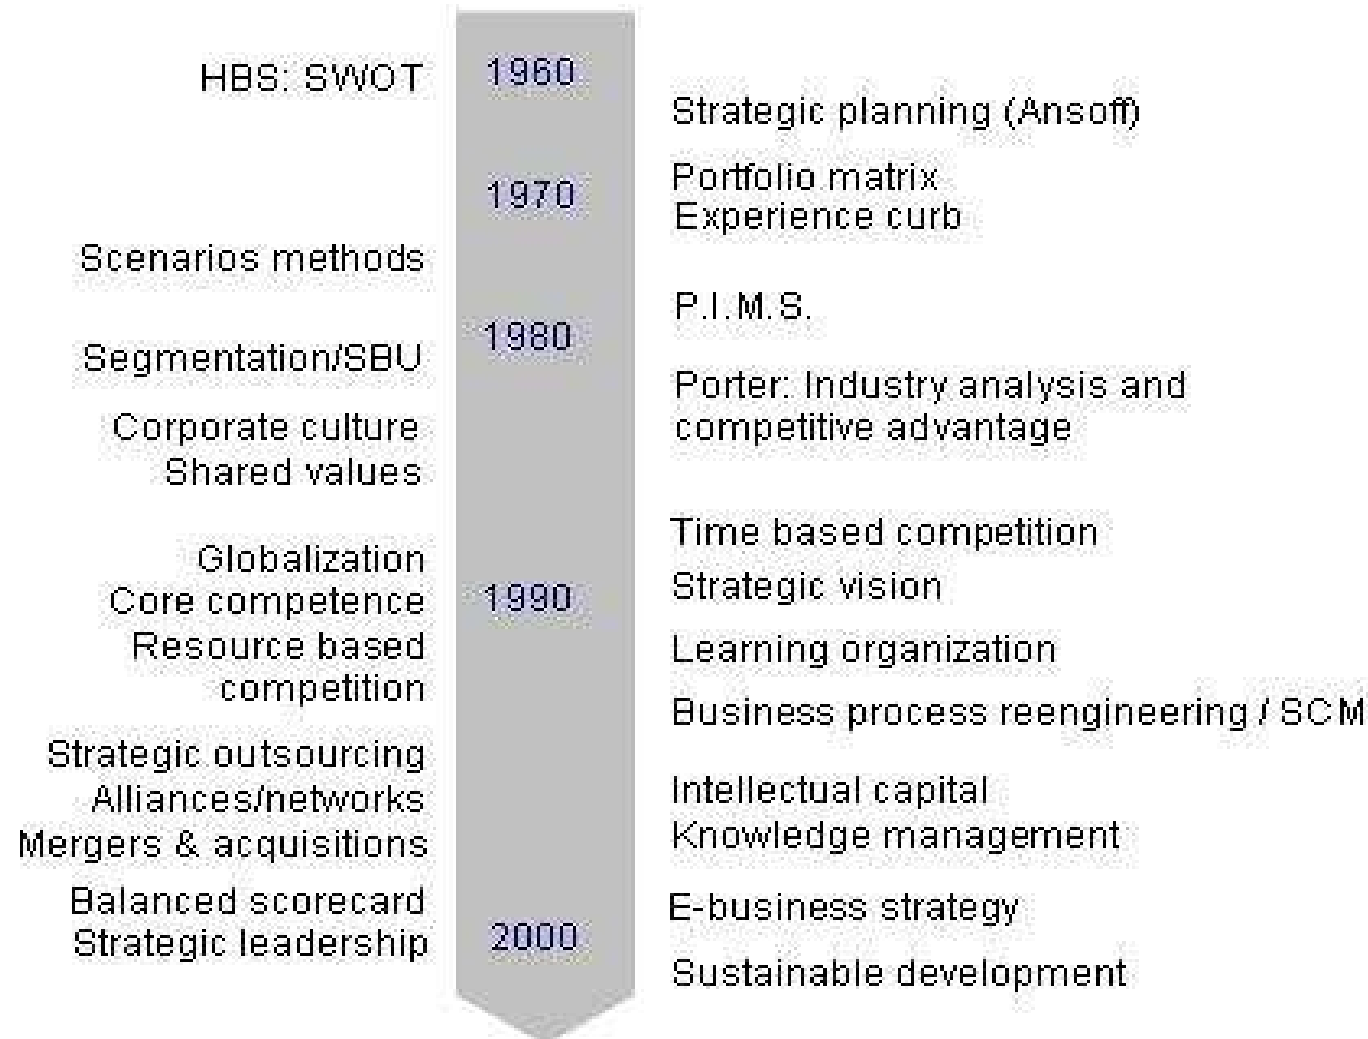 HBS: SWOT
1960
Strategic planning (Ansoff)
Portfolio matrix
1970
Experience curb
Scenarios methods
P.I.M.S.
1980
Segmentation/SBU
Porter: Industry analysis and
competitive advantage
Corporate culture
Shared values
Time based competition
Globalization
Strategic vision
Core competence
1990
Resource based
competition
Learning organization
Business process reengineering / SCM
Strategic outsourcing
Alliances/networks
Mergers & acquisitions
Intellectual capital
Knowledge management
Balanced scorecard
Strategic leadership
E-business strategy
2000
Sustainable development